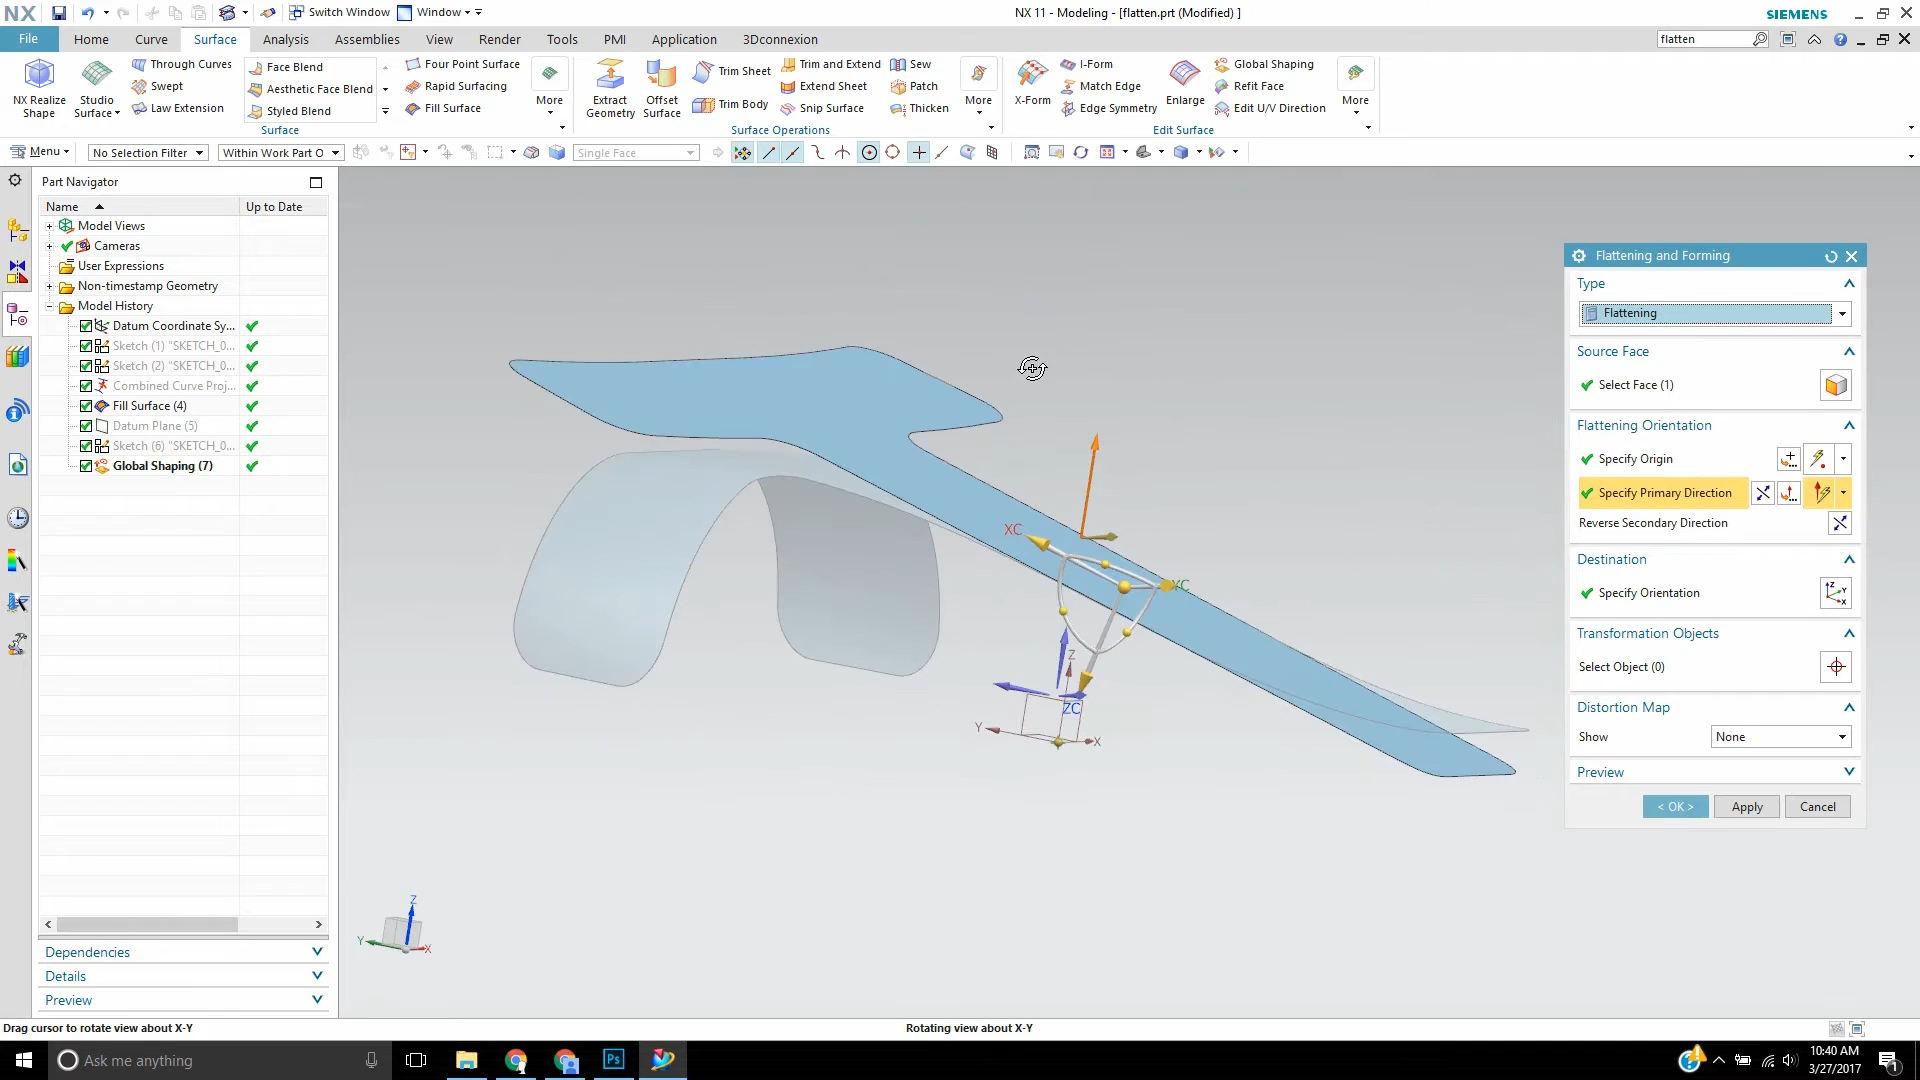 NX
Switch Window
Window
NX 11 - Modeling - [flatten.prt (Modified) ]
SIEMENS
File
Home
Curve
Surface
Analysis
Assemblies
View
Render
Tools
PMI
Application
3Dconnexion
flatten
NX Realize Shape
Studio Surface
Through Curves
Swept
Law Extension
Face Blend
Aesthetic Face Blend
Styled Blend
Four Point Surface
Rapid Surfacing
Fill Surface
More
Surface
Extract Geometry
Offset Surface
Trim Sheet
Trim Body
Trim and Extend
Extend Sheet
Snip Surface
Sew
Patch
Thicken
More
Surface Operations
X-Form
I-Form
Match Edge
Edge Symmetry
Enlarge
Global Shaping
Refit Face
Edit U/V Direction
More
Edit Surface
Menu
No Selection Filter
Within Work Part O
Single Face
Part Navigator
Name
Up to Date
Model Views
Cameras
User Expressions
Non-timestamp Geometry
Model History
Datum Coordinate Sy...
Sketch (1) "SKETCH_0...
Sketch (2) "SKETCH_0...
Combined Curve Proj...
Fill Surface (4)
Datum Plane (5)
Sketch (6) "SKETCH_0...
Global Shaping (7)
Dependencies
Details
Preview
XC
YC
ZC
Z
Y
X
Z
Y
X
Flattening and Forming
Type
Flattening
Source Face
Select Face (1)
Flattening Orientation
Specify Origin
Specify Primary Direction
Reverse Secondary Direction
Destination
Specify Orientation
Transformation Objects
Select Object (0)
Distortion Map
Show
None
Preview
< OK >
Apply
Cancel
Drag cursor to rotate view about X-Y
Rotating view about X-Y
Ask me anything
Ps
10:40 AM
3/27/2017
1